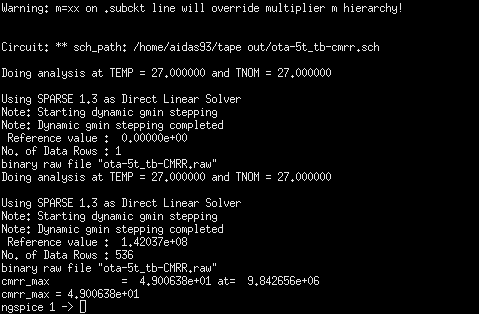 Warning: m=xx on .subckt line will override multiplier m hierarchy!
Circuit: ** sch_path: /home/aidas93/tape out/ota-5t_tb-cmrr.sch
Doing analysis at TEMP = 27.000000 and TNOM = 27.000000
Using SPARSE 1.3 as Direct Linear Solver
Note: Starting dynamic gmin stepping
Note: Dynamic gmin stepping completed
Reference value :  0.00000e+00
No. of Data Rows : 1
binary raw file "ota-5t_tb-CMRR.raw"
Doing analysis at TEMP = 27.000000 and TNOM = 27.000000
Using SPARSE 1.3 as Direct Linear Solver
Note: Starting dynamic gmin stepping
Note: Dynamic gmin stepping completed
Reference value :  1.42037e+08
No. of Data Rows : 536
binary raw file "ota-5t_tb-CMRR.raw"
cmrr_max            =  4.900638e+01 at=  9.842656e+06
cmrr_max = 4.900638e+01
ngspice 1 ->